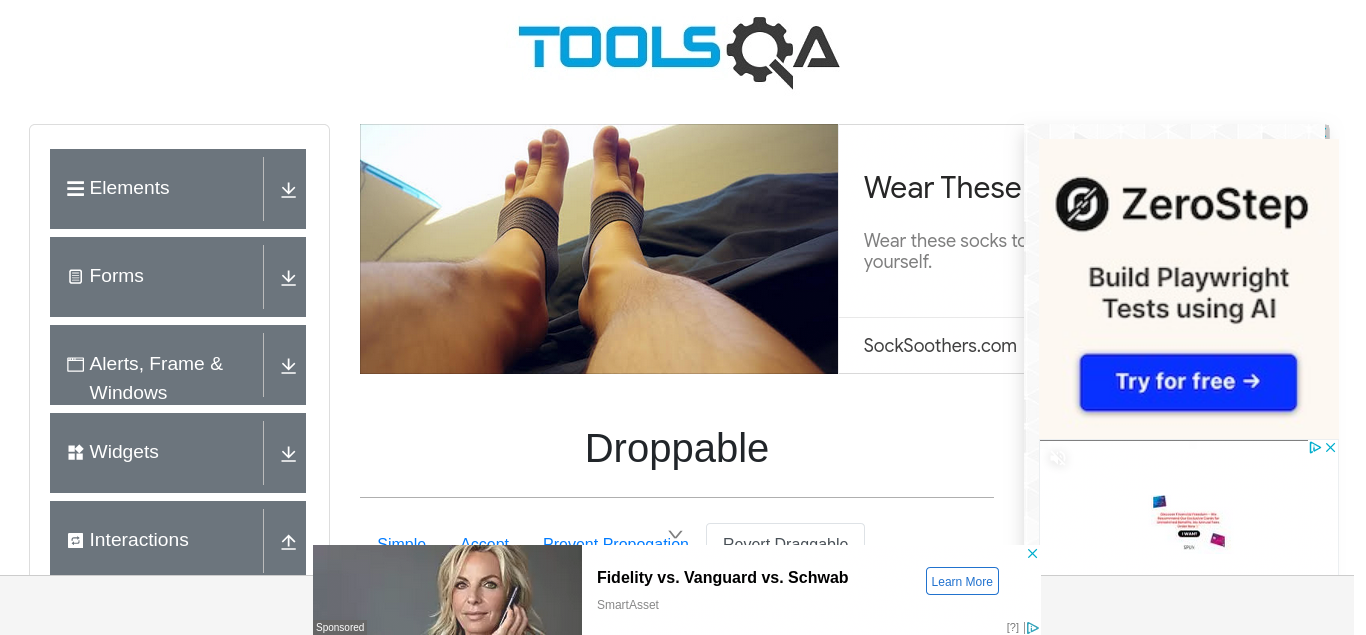 TOOLSQA
Elements
Forms
Alerts, Frame &
Windows
Widgets
Interactions
Wear These
Wear these socks to
yourself.
SockSoothers.com
ZeroStep
Build Playwright
Tests using AI
Try for free →
Droppable
Simple
Accept
Prevent Propogation
Revert Draggable
I WANT
Sponsored
Fidelity vs. Vanguard vs. Schwab
SmartAsset
Learn More
[?]